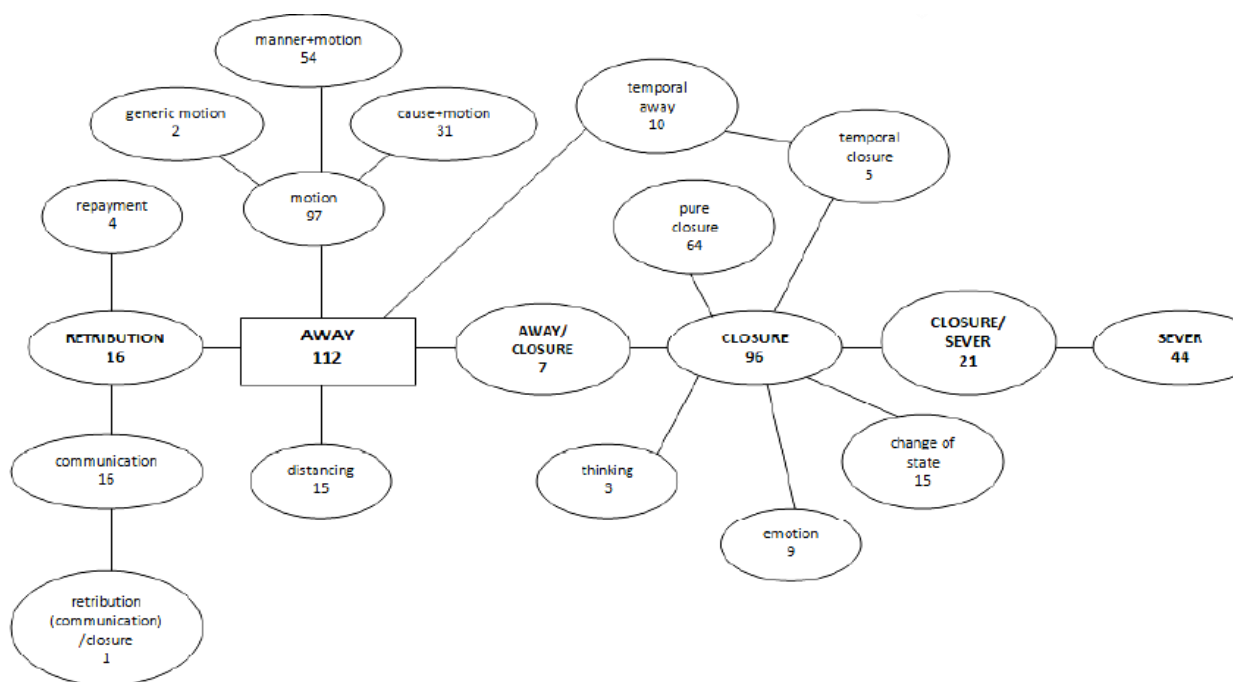 manner+motion
54
generic motion
2
cause+motion
31
temporal
away
10
temporal
closure
5
repayment
4
motion
97
pure
closure
64
RETRIBUTION
16
AWAY
112
AWAY/
CLOSURE
7
CLOSURE
96
CLOSURE/
SEVER
21
SEVER
44
communication
16
distancing
15
thinking
3
change of
state
15
emotion
9
retribution
(communication)
/closure
1